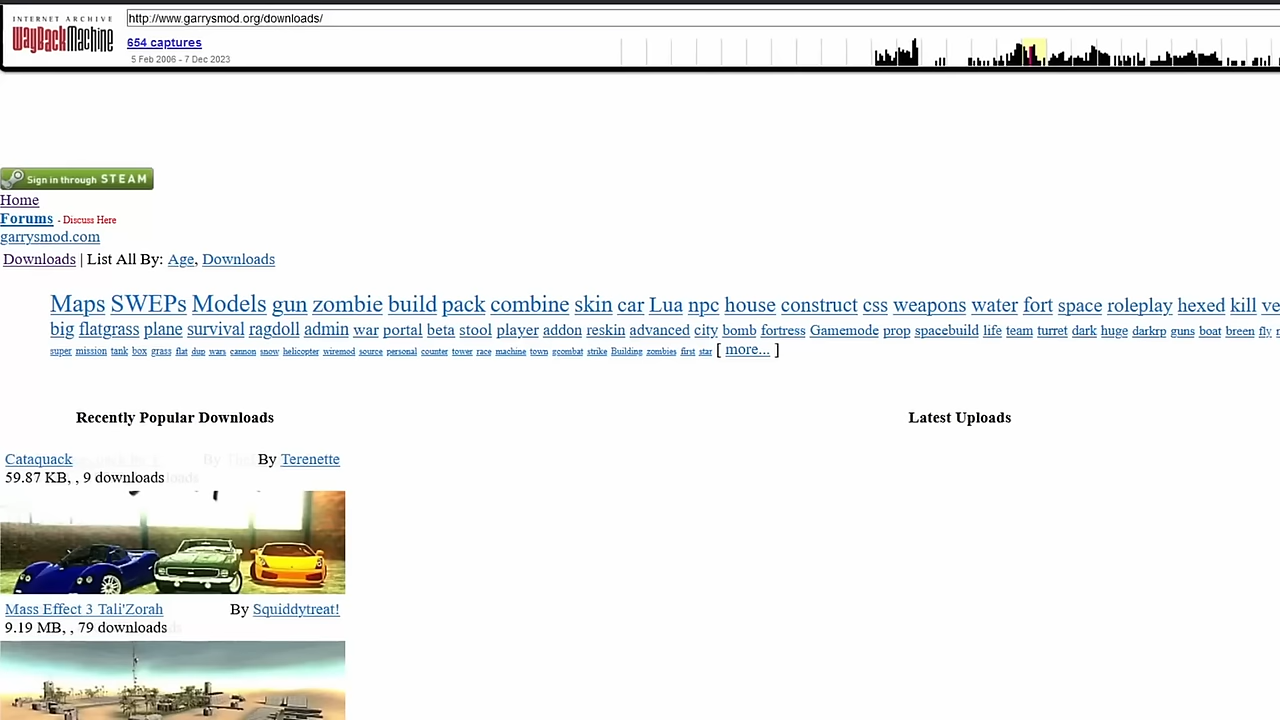 INTERNET ARCHIVE
WayBackMachine
http://www.garrysmod.org/downloads/
654 captures
5 Feb 2006 - 7 Dec 2023
Sign in through STEAM
Home
Forums - Discuss Here
garrysmod.com
Downloads | List All By: Age, Downloads
Maps SWEPs Models gun zombie build pack combine skin car Lua npc house construct css weapons water fort space roleplay hexed kill ve
big flatgrass plane survival ragdoll admin war portal beta stool player addon reskin advanced city bomb fortress Gamemode prop spacebuild life team turret dark huge darkrp guns boat breen fly
super mission tank box grass flat dup wars cannon snow helicopter wiremod source personal counter tower race machine town gcombat strike Building zombies first star [ more... ]
Recently Popular Downloads
Latest Uploads
Cataquack By Terenette
59.87 KB, , 9 downloads
Mass Effect 3 Tali'Zorah By Squiddytreat!
9.19 MB, , 79 downloads